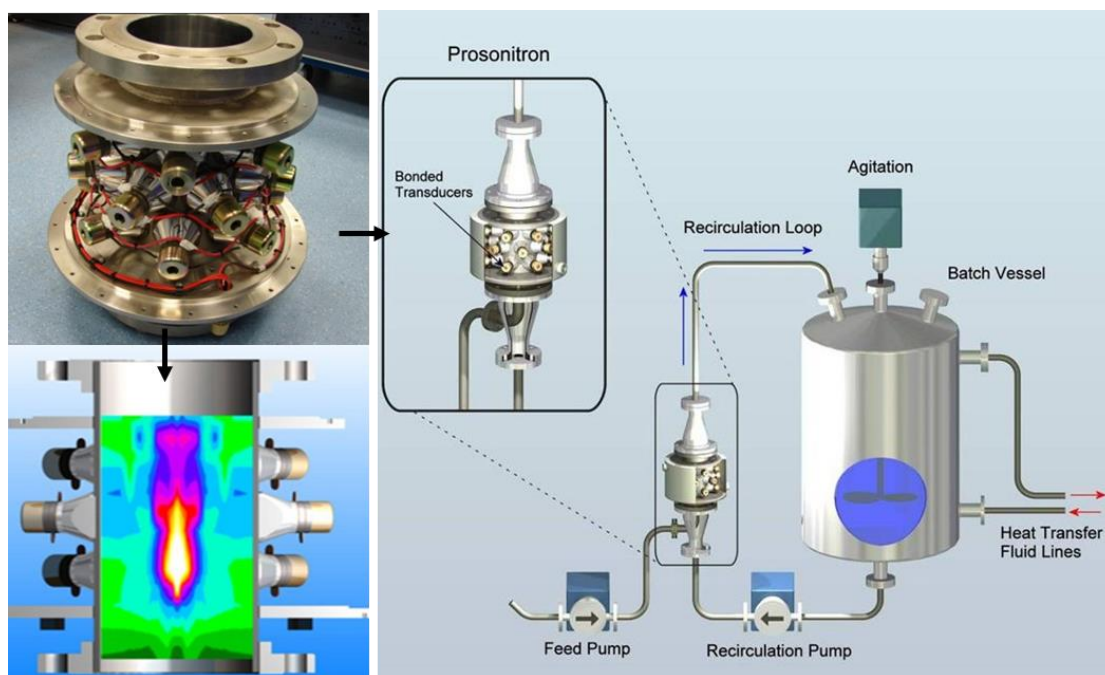 Prosonitron
Bonded
Transducers
Agitation
Recirculation Loop
Batch Vessel
Heat Transfer
Fluid Lines
Feed Pump
Recirculation Pump